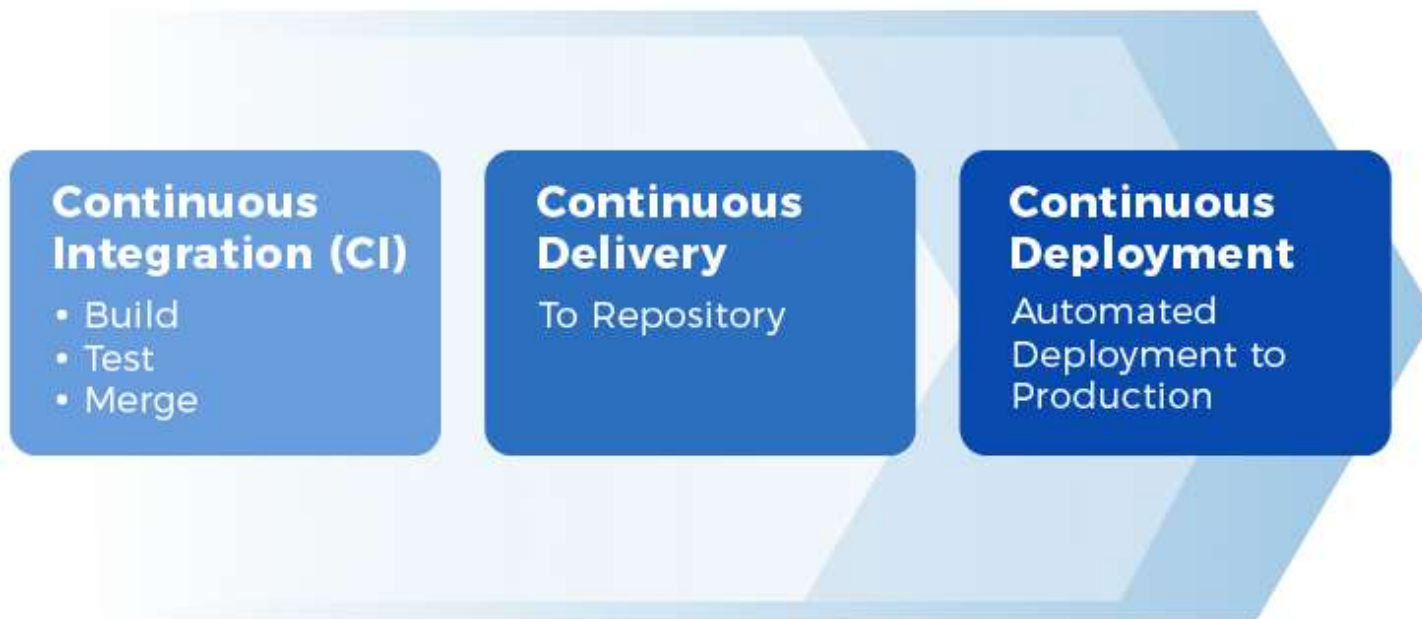 Continuous
Integration (CI)
• Build
• Test
• Merge
Continuous
Delivery
To Repository
Continuous
Deployment
Automated
Deployment to
Production